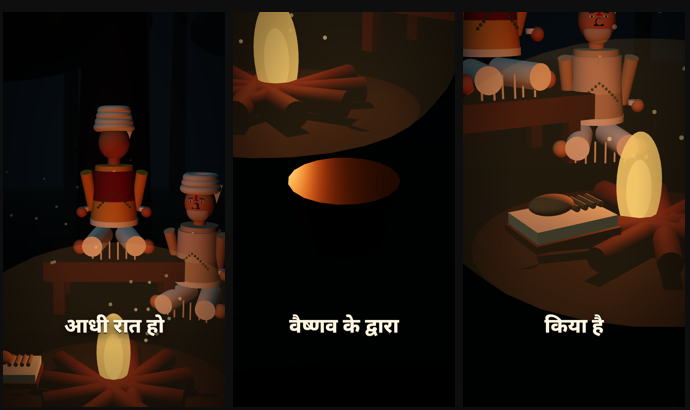 आधी रात हो
वैष्णव के द्वारा
किया है